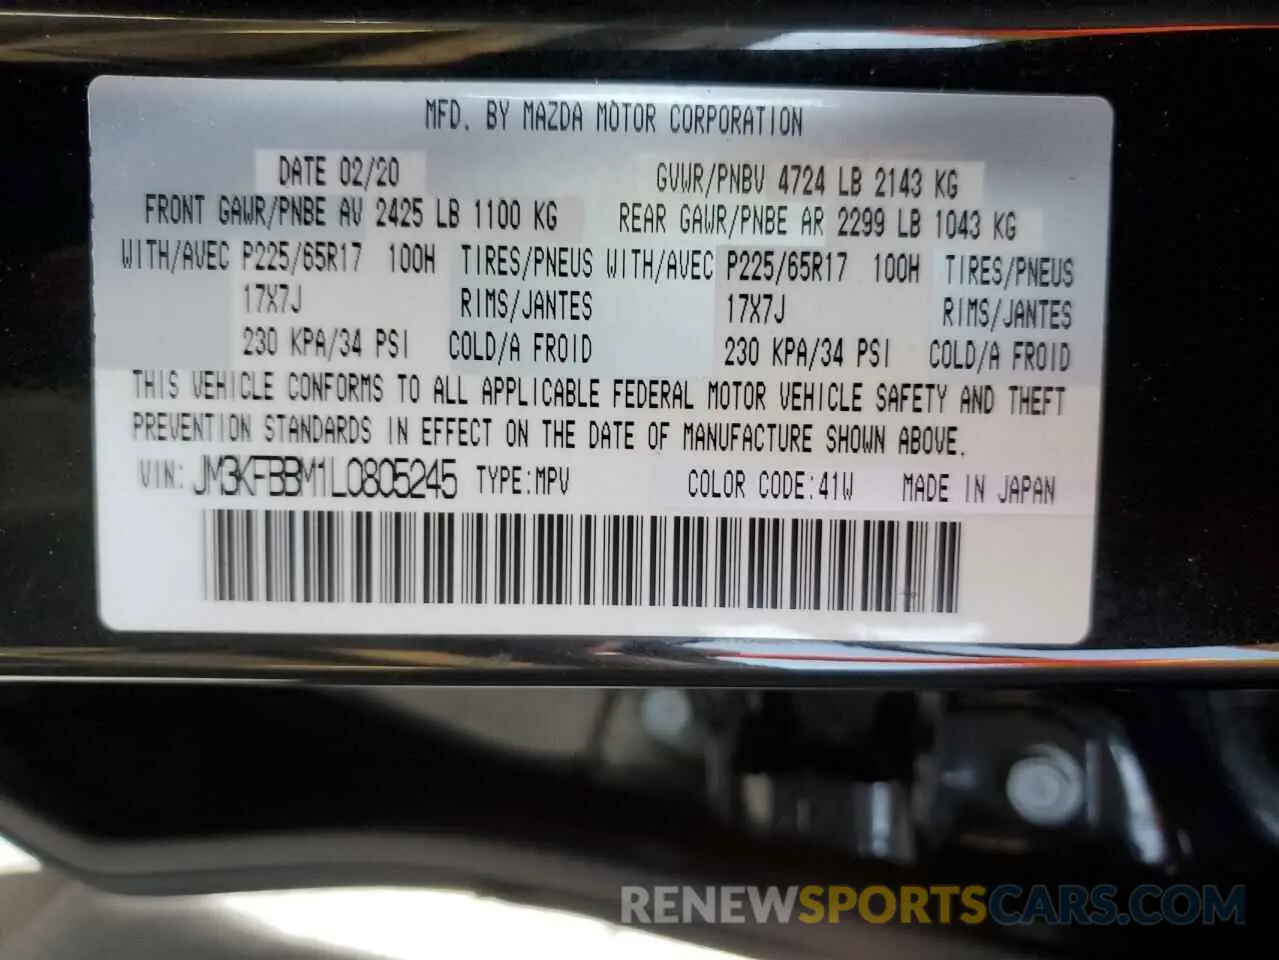 MFD. BY MAZDA MOTOR CORPORATION
DATE 02/20 GVWR/PNBV 4724 LB 2143 KG
FRONT GAWR/PNBE AV 2425 LB 1100 KG REAR GAWR/PNBE AR 2299 LB 1043 KG
WITH/AVEC P225/65R17 100H TIRES/PNEUS WITH/AVEC P225/65R17 100H TIRES/PNEUS
17X7J RIMS/JANTES 17X7J RIMS/JANTES
230 KPA/34 PSI COLD/A FROID 230 KPA/34 PSI COLD/A FROID
THIS VEHICLE CONFORMS TO ALL APPLICABLE FEDERAL MOTOR VEHICLE SAFETY AND THEFT
PREVENTION STANDARDS IN EFFECT ON THE DATE OF MANUFACTURE SHOWN ABOVE.
VIN: JM3KFBBM1L0805245 TYPE:MPV COLOR CODE:41W MADE IN JAPAN
RENEWSPORTSCARS.COM